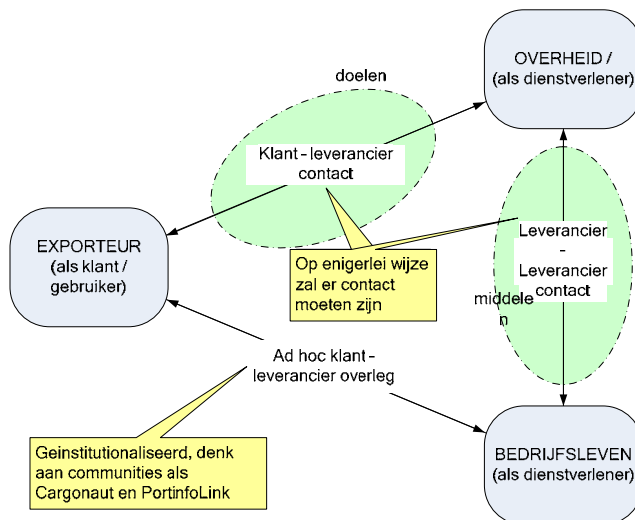 OVERHEID /
(als dienstverlener)
doelen
Klant-leverancier
contact
EXPORTEUR
(als klant /
gebruiker)
Op enigerlei wijze
zal er contact
moeten zijn
Leverancier
-
Leverancier
contact
middele
n
Ad hoc klant-
leverancier overleg
Geinstitutionaliseerd, denk
aan communities als
Cargonaut en PortinfoLink
BEDRIJFSLEVEN
(als dienstverlener)